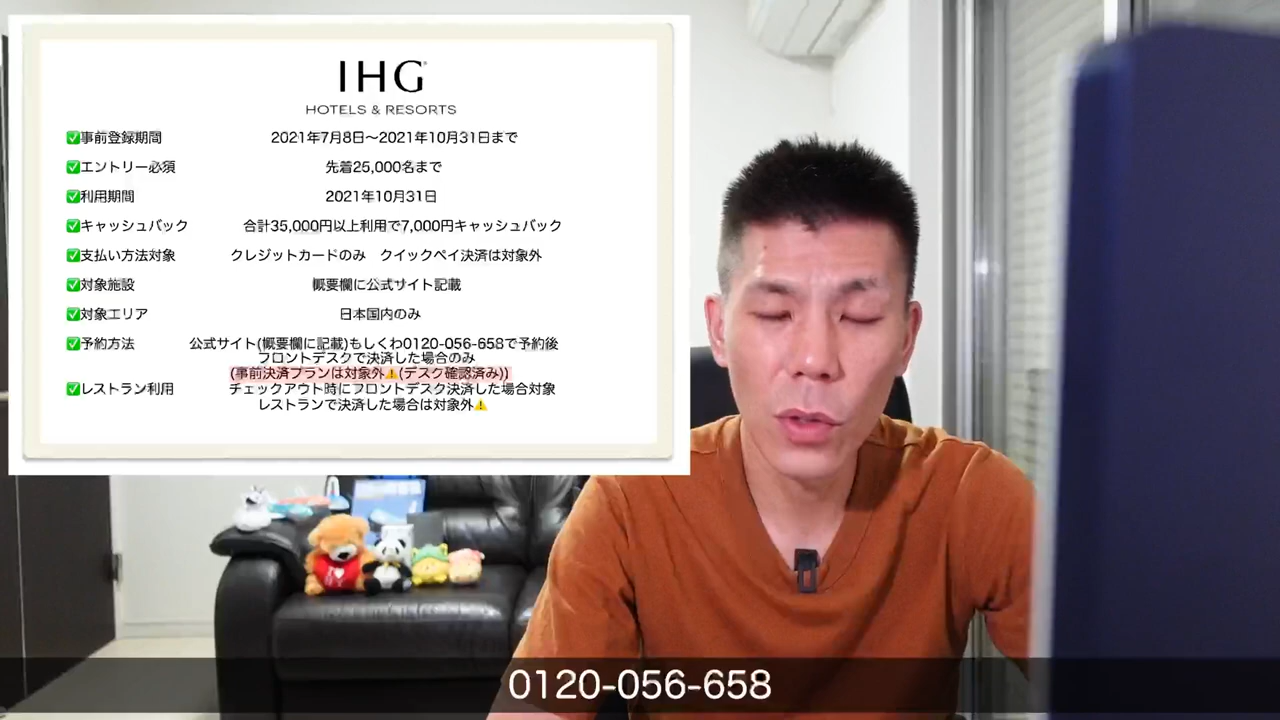 IHG
HOTELS & RESORTS
✅事前登録期間 2021年7月8日〜2021年10月31日まで
✅エントリー必須 先着25,000名まで
✅利用期間 2021年10月31日
✅キャッシュバック 合計35,000円以上利用で7,000円キャッシュバック
✅支払い方法対象 クレジットカードのみ　クイックペイ決済は対象外
✅対象施設 概要欄に公式サイト記載
✅対象エリア 日本国内のみ
✅予約方法 公式サイト(概要欄に記載)もしくわ0120-056-658で予約後
フロントデスクで決済した場合のみ
(事前決済プランは対象外⚠️(デスク確認済み))
✅レストラン利用 チェックアウト時にフロントデスク決済した場合対象
レストランで決済した場合は対象外⚠️
0120-056-658